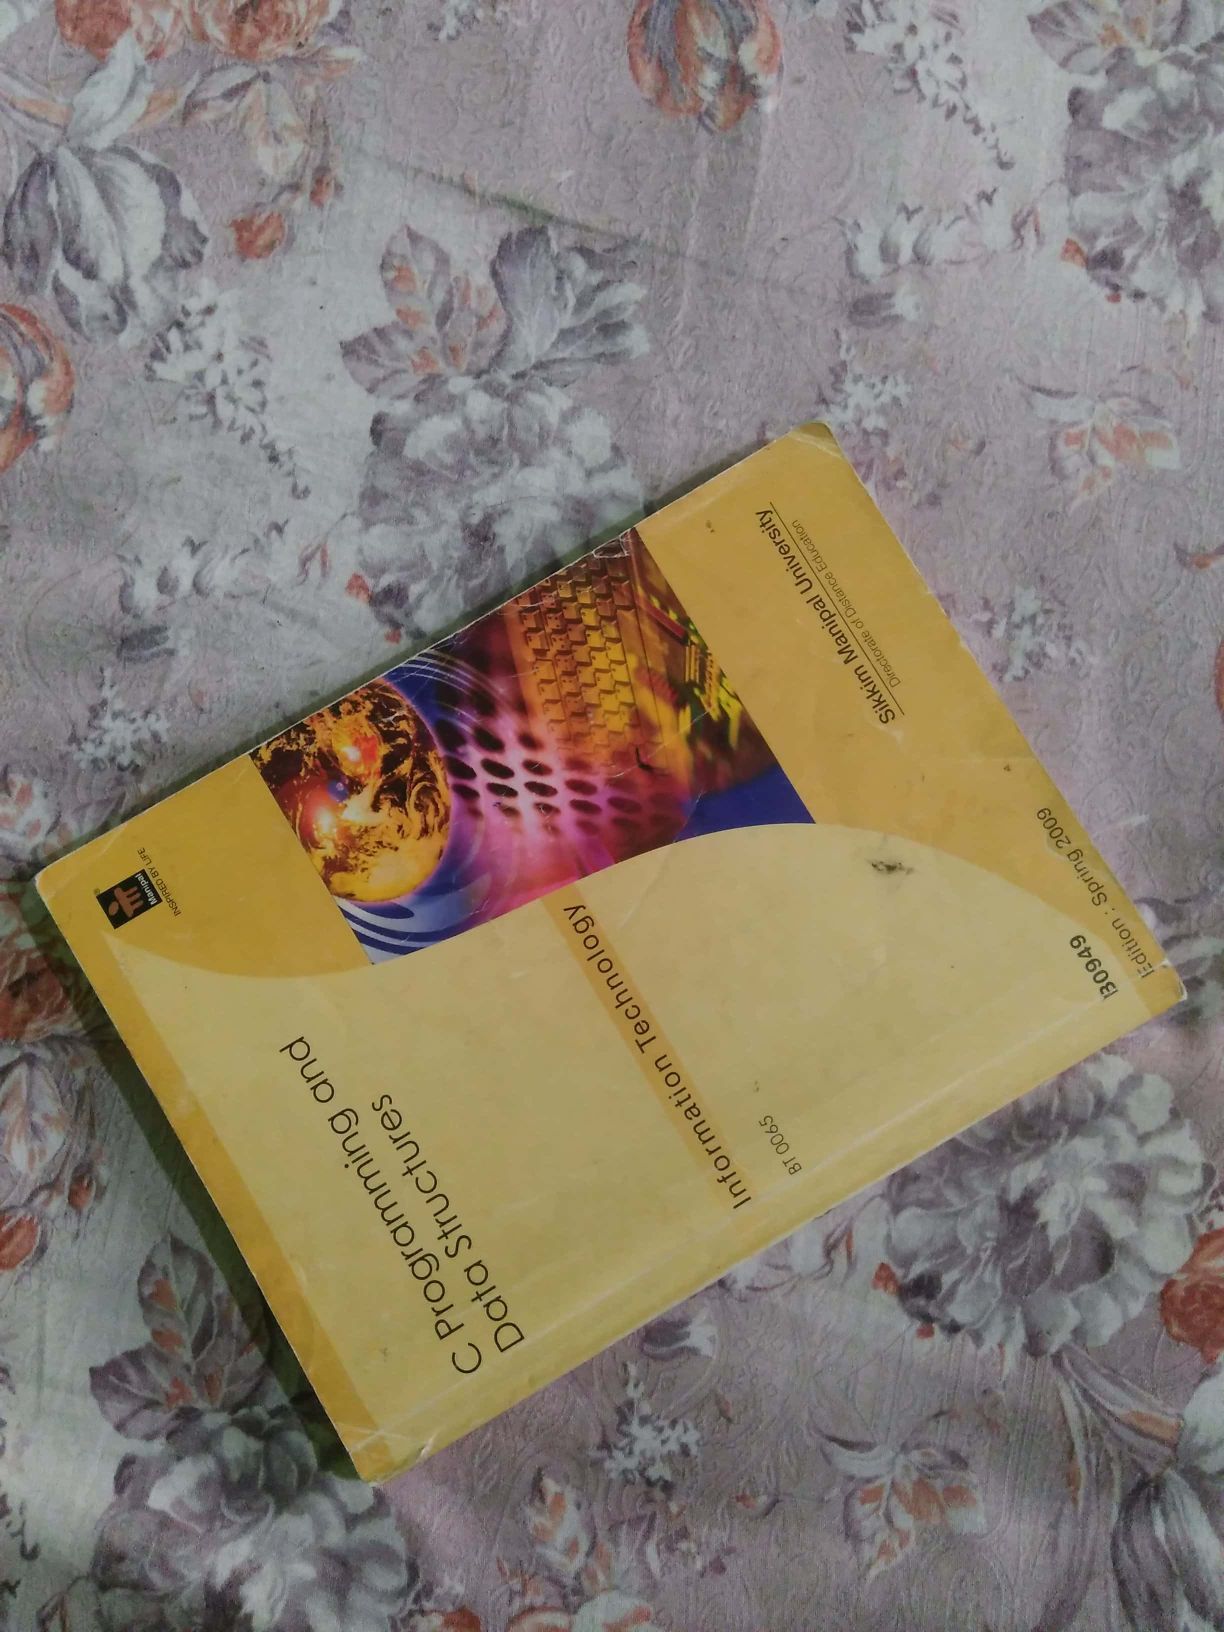 Manipal
INSPIRED BY LIFE
C Programming and
Data Structures
Information Technology
BT 0065
Sikkim Manipal University
Directorate of Distance Education
B0949
Edition : Spring 2009